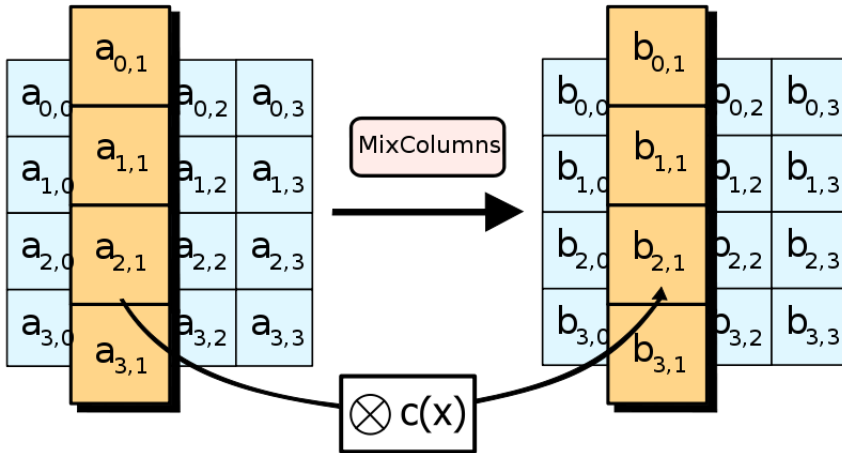 a0,1 b0,1
a0,0 a0,2 a0,3 b0,0 b0,2 b0,3
MixColumns
a1,1 b1,1
a1,0 a1,2 a1,3 b1,0 b1,2 b1,3
a2,1 b2,1
a2,0 a2,2 a2,3 b2,0 b2,2 b2,3
a3,0 a3,2 a3,3 b3,0 b3,2 b3,3
a3,1 b3,1
⊗ c(x)